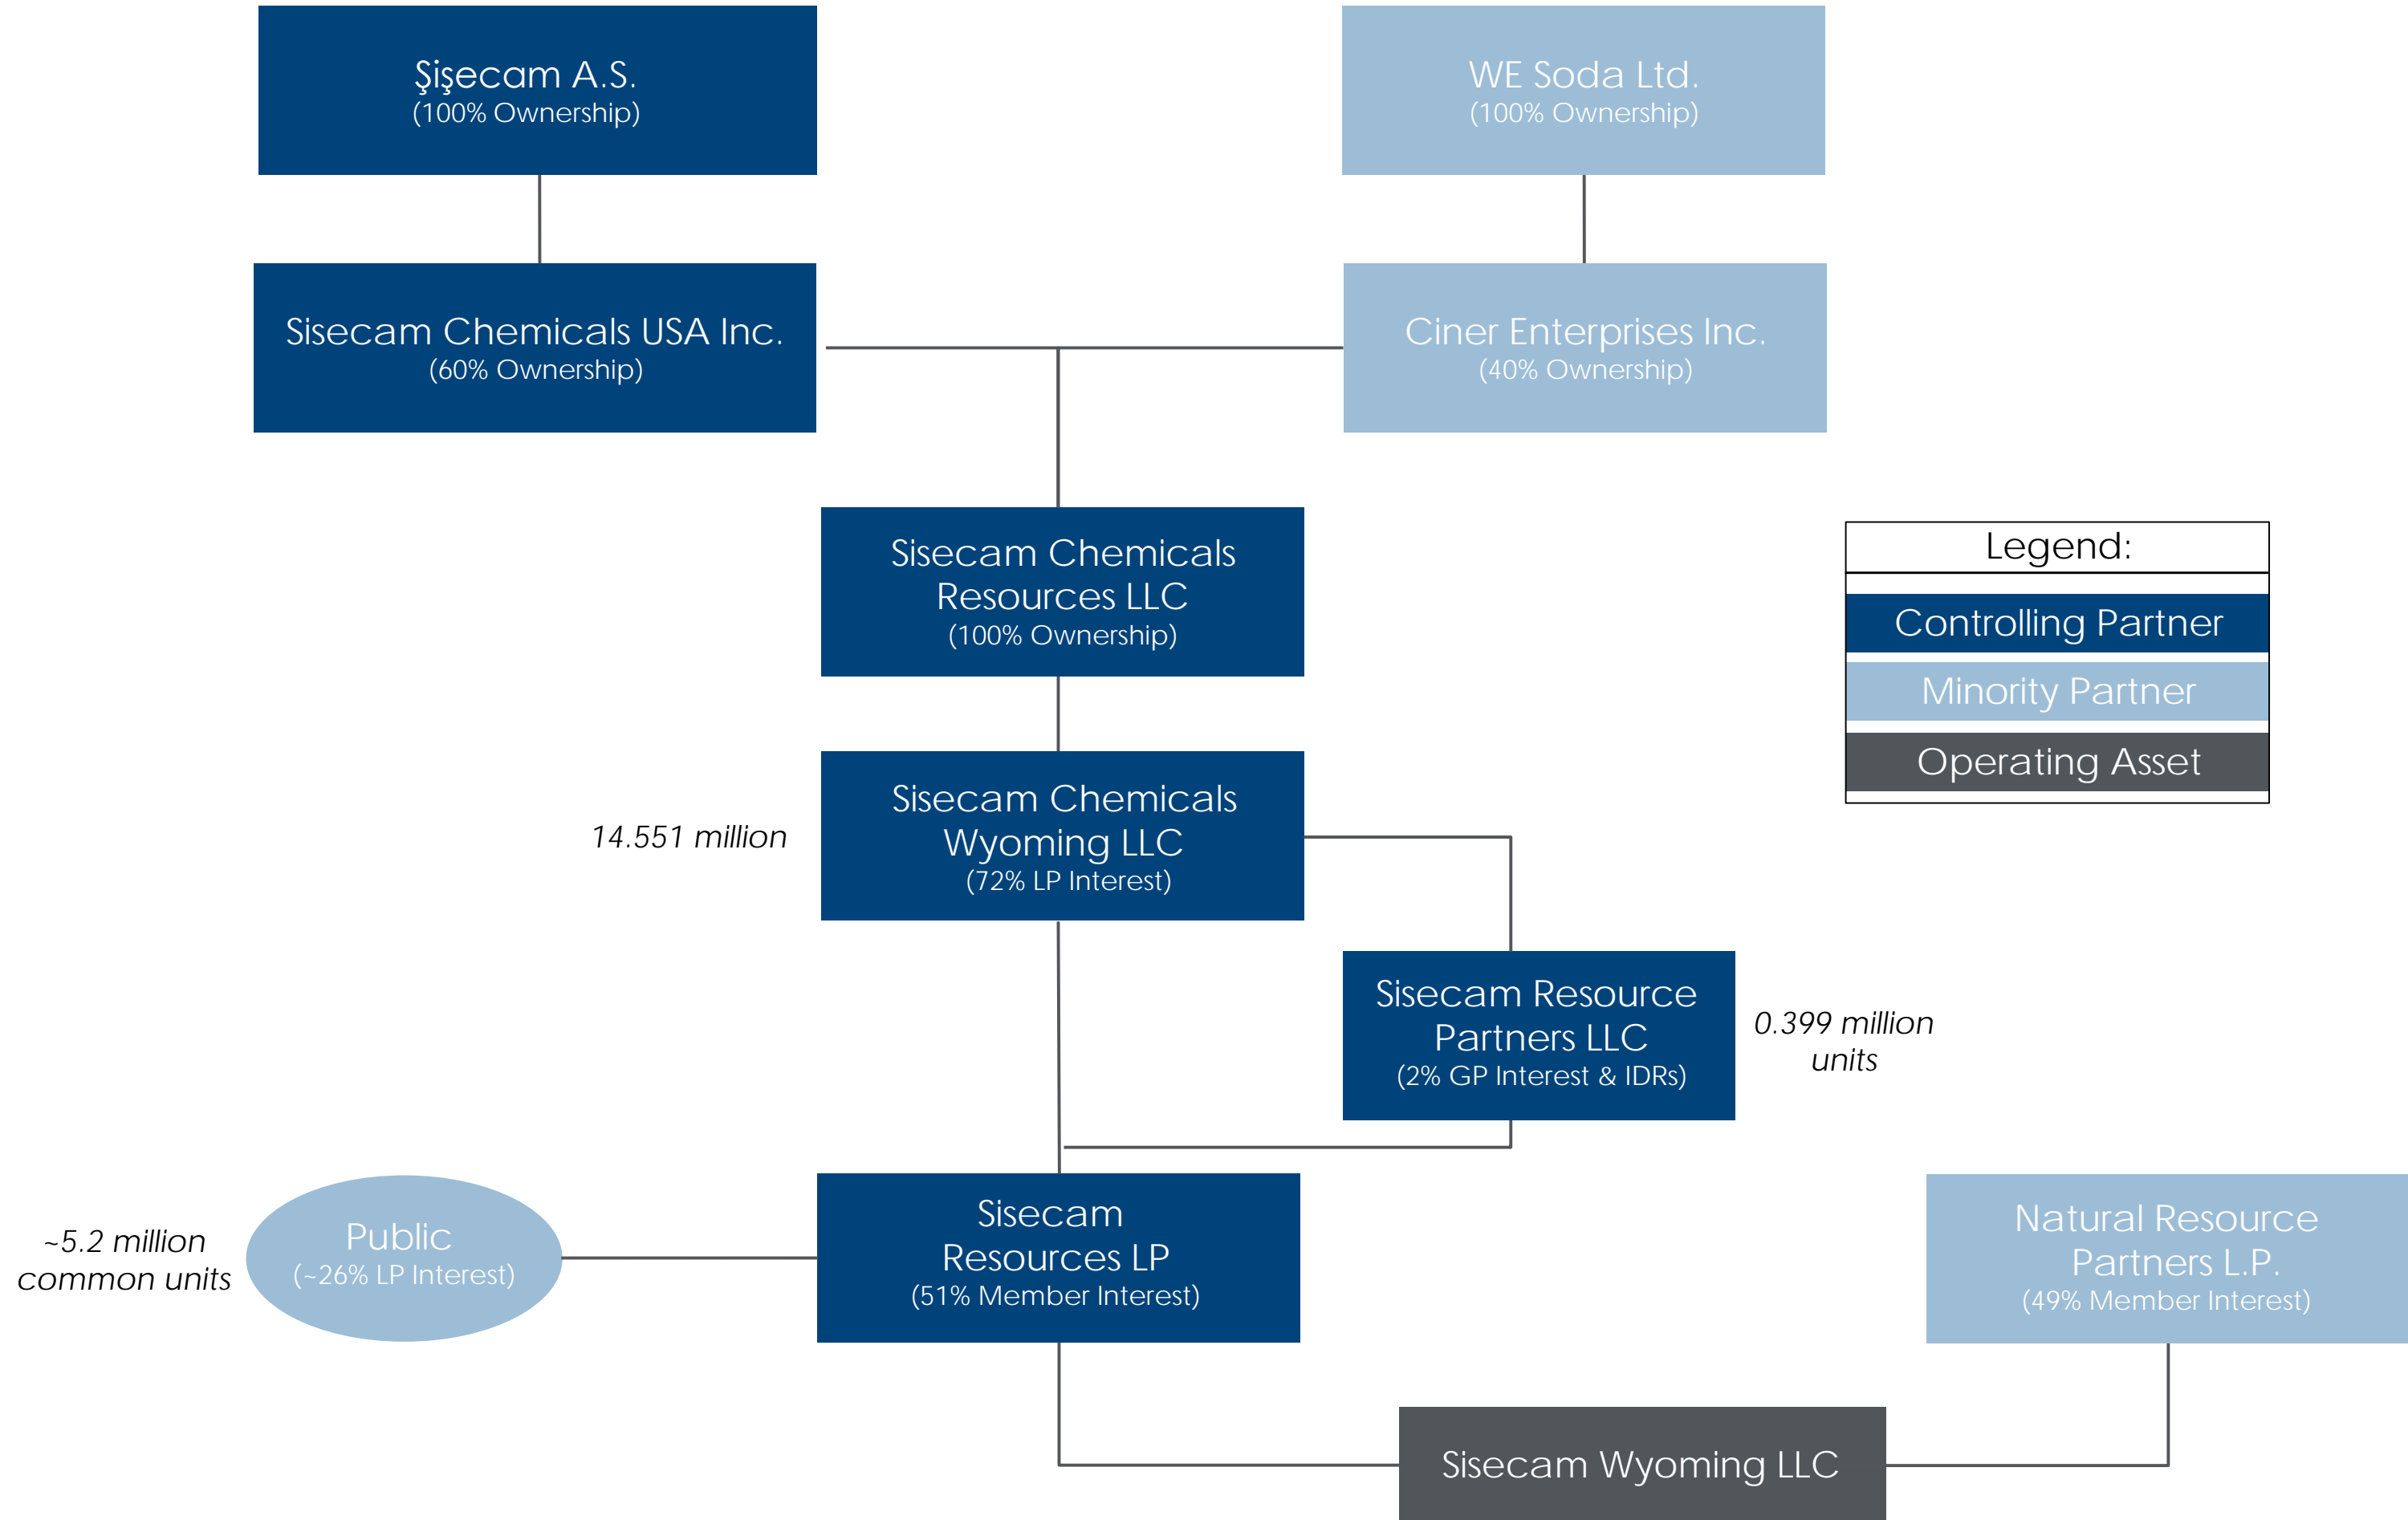 Şişecam A.S.
(100% Ownership)
WE Soda Ltd.
(100% Ownership)
Sisecam Chemicals USA Inc.
(60% Ownership)
Ciner Enterprises Inc.
(40% Ownership)
Sisecam Chemicals
Resources LLC
(100% Ownership)
Legend:
Controlling Partner
Minority Partner
Operating Asset
14.551 million
Sisecam Chemicals
Wyoming LLC
(72% LP Interest)
Sisecam Resource
Partners LLC
(2% GP Interest & IDRs)
0.399 million
units
~5.2 million
common units
Public
(~26% LP Interest)
Sisecam
Resources LP
(51% Member Interest)
Natural Resource
Partners L.P.
(49% Member Interest)
Sisecam Wyoming LLC